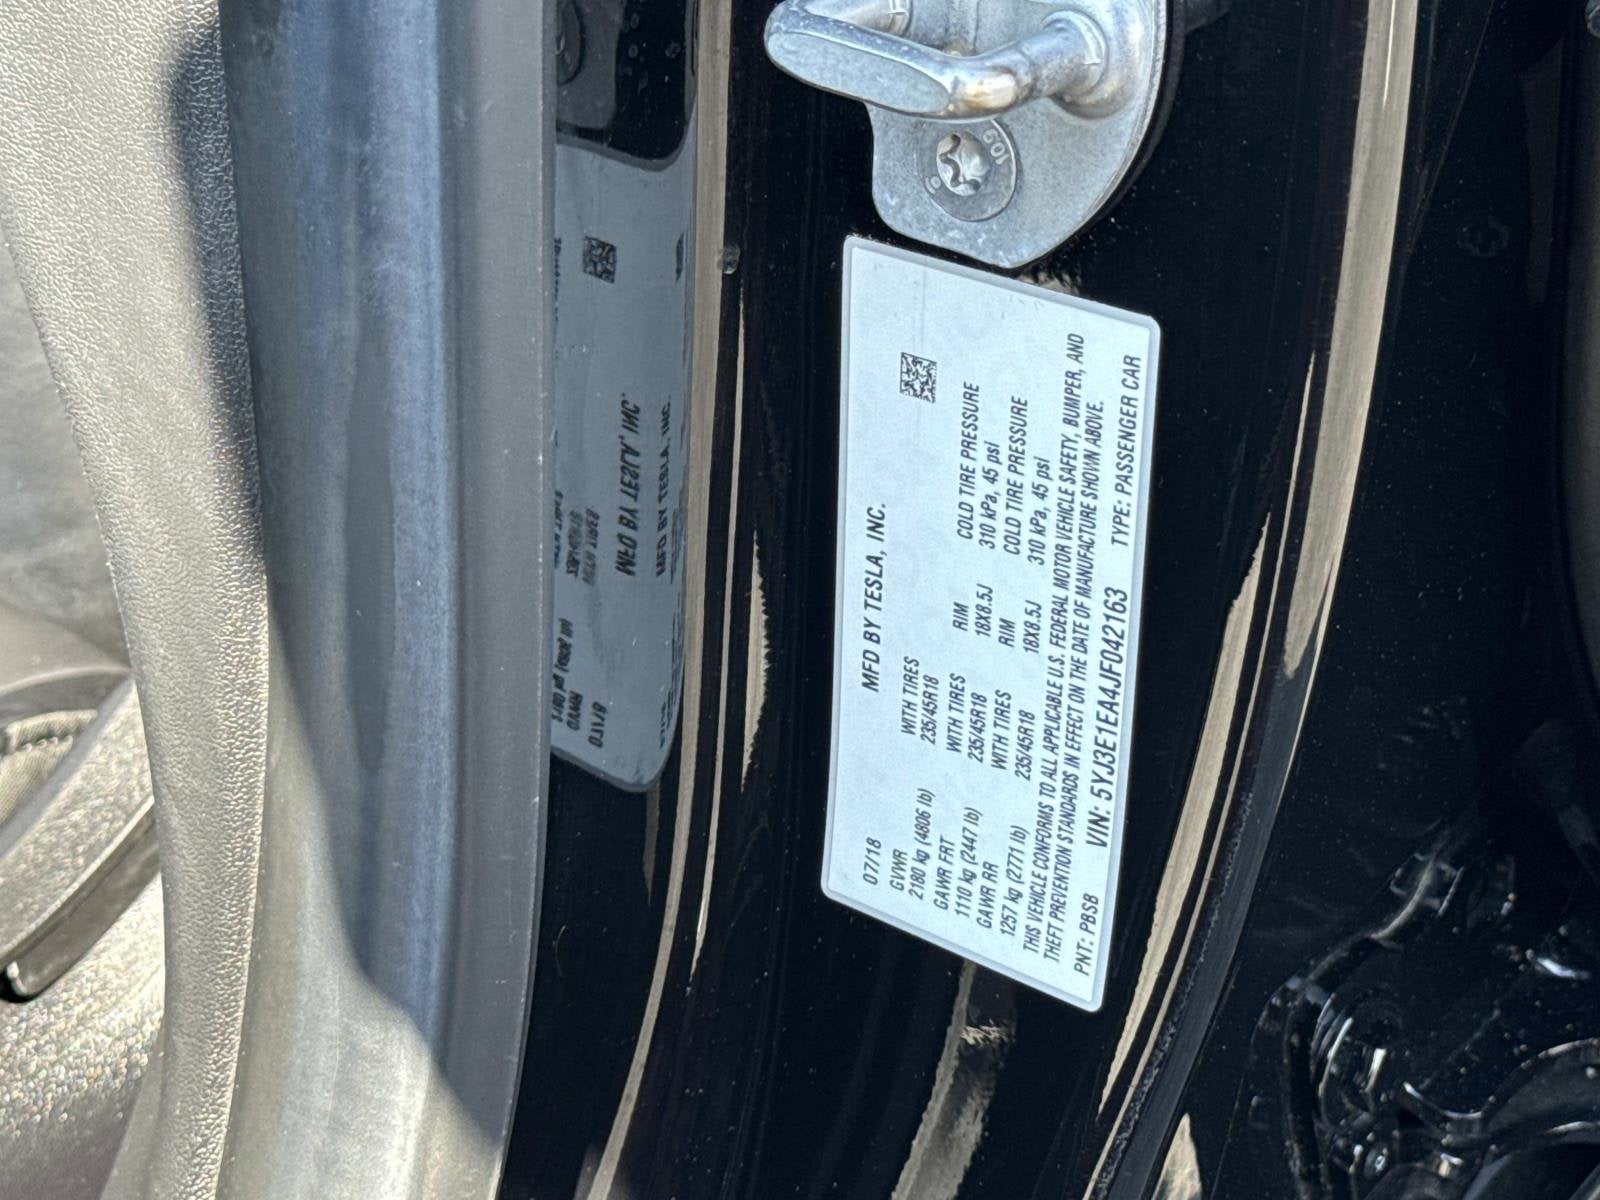 07/18 MFD BY TESLA, INC.
GVWR WITH TIRES RIM COLD TIRE PRESSURE
2180 kg (4806 lb) 235/45R18 18X8.5J 310 kPa, 45 psi
GAWR FRT WITH TIRES RIM COLD TIRE PRESSURE
1110 kg (2447 lb) 235/45R18 18X8.5J 310 kPa, 45 psi
GAWR RR WITH TIRES
1257 kg (2771 lb) 235/45R18
THIS VEHICLE CONFORMS TO ALL APPLICABLE U.S. FEDERAL MOTOR VEHICLE SAFETY, BUMPER, AND
THEFT PREVENTION STANDARDS IN EFFECT ON THE DATE OF MANUFACTURE SHOWN ABOVE.
PNT: PBSB VIN: 5YJ3E1EA4JF042163 TYPE: PASSENGER CAR
109
MFD BY TESLA, INC.